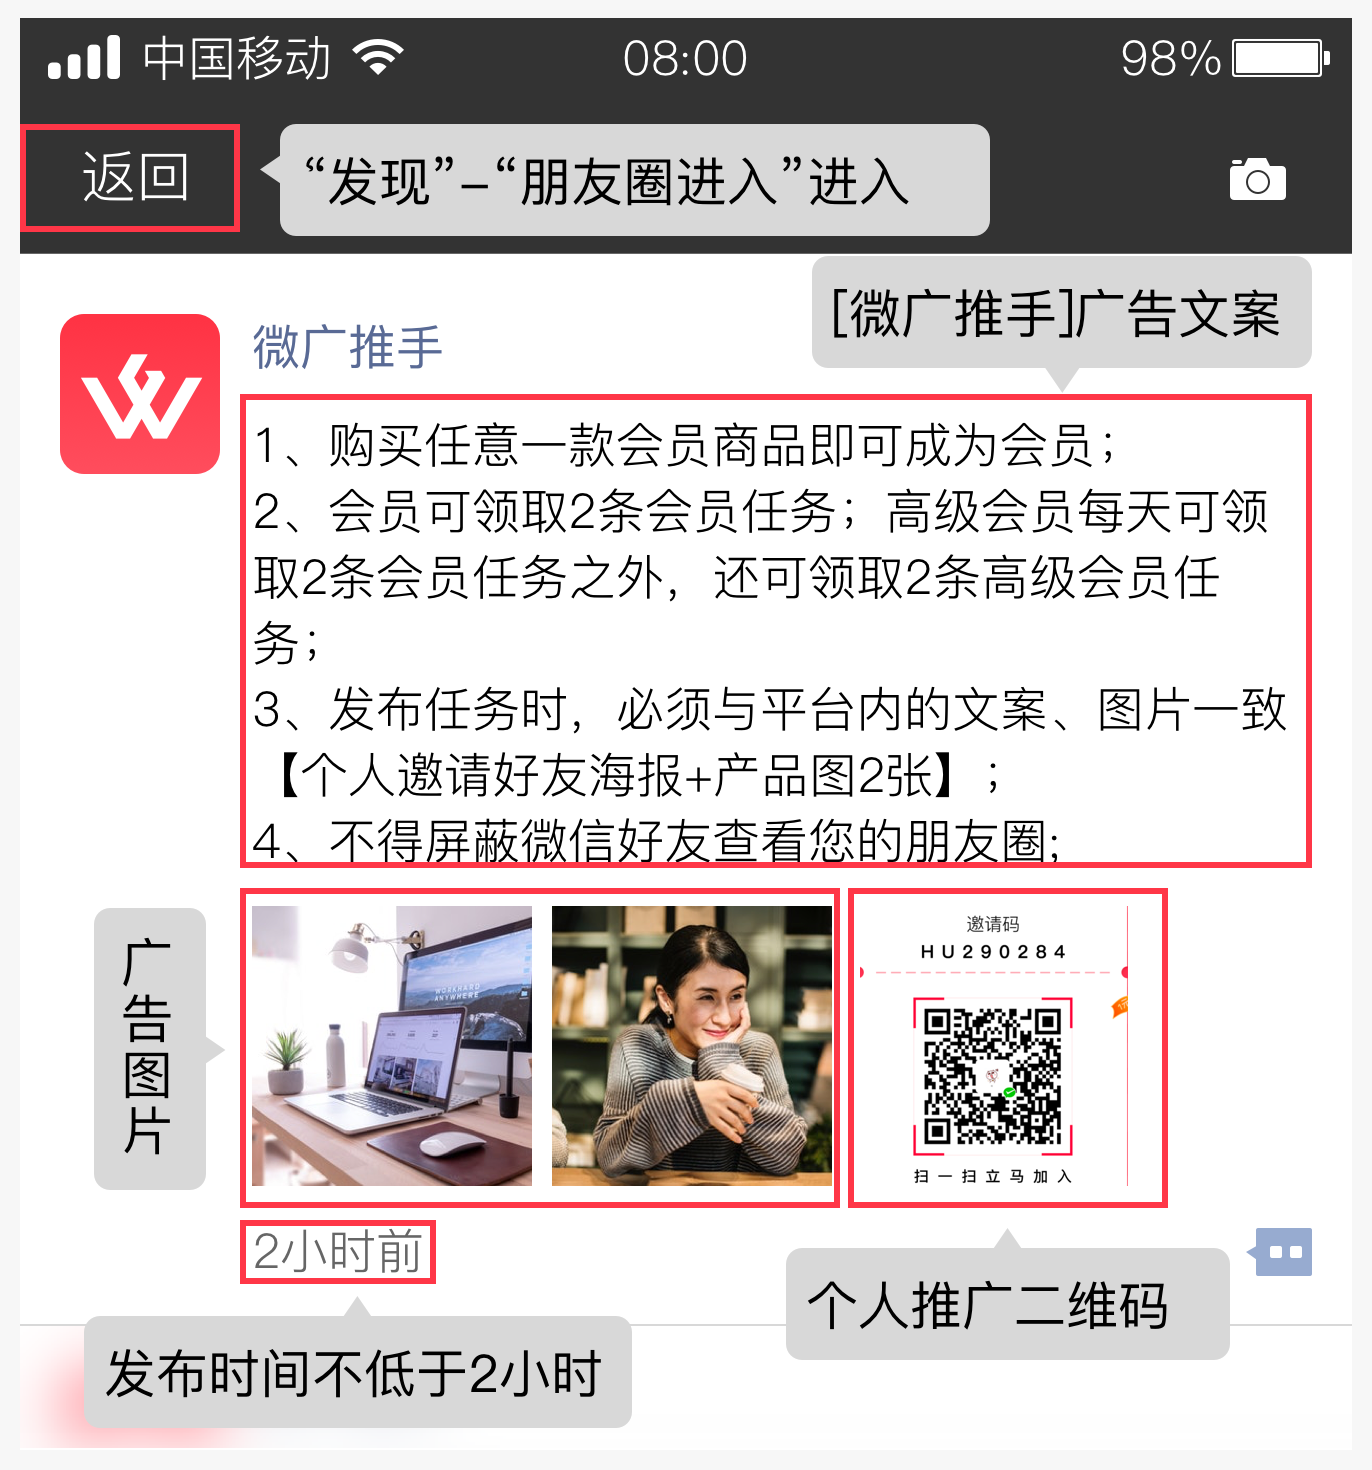 中国移动 08:00 98%
返回 “发现”-“朋友圈进入”进入
[微广推手]广告文案
微广推手
1、购买任意一款会员商品即可成为会员；
2、会员可领取2条会员任务；高级会员每天可领
取2条会员任务之外，还可领取2条高级会员任
务；
3、发布任务时，必须与平台内的文案、图片一致
【个人邀请好友海报+产品图2张】；
4、不得屏蔽微信好友查看您的朋友圈;
广告图片
WORKHARD
ANYWHERE
邀请码
HU290284
扫一扫立马加入
2小时前
个人推广二维码
发布时间不低于2小时